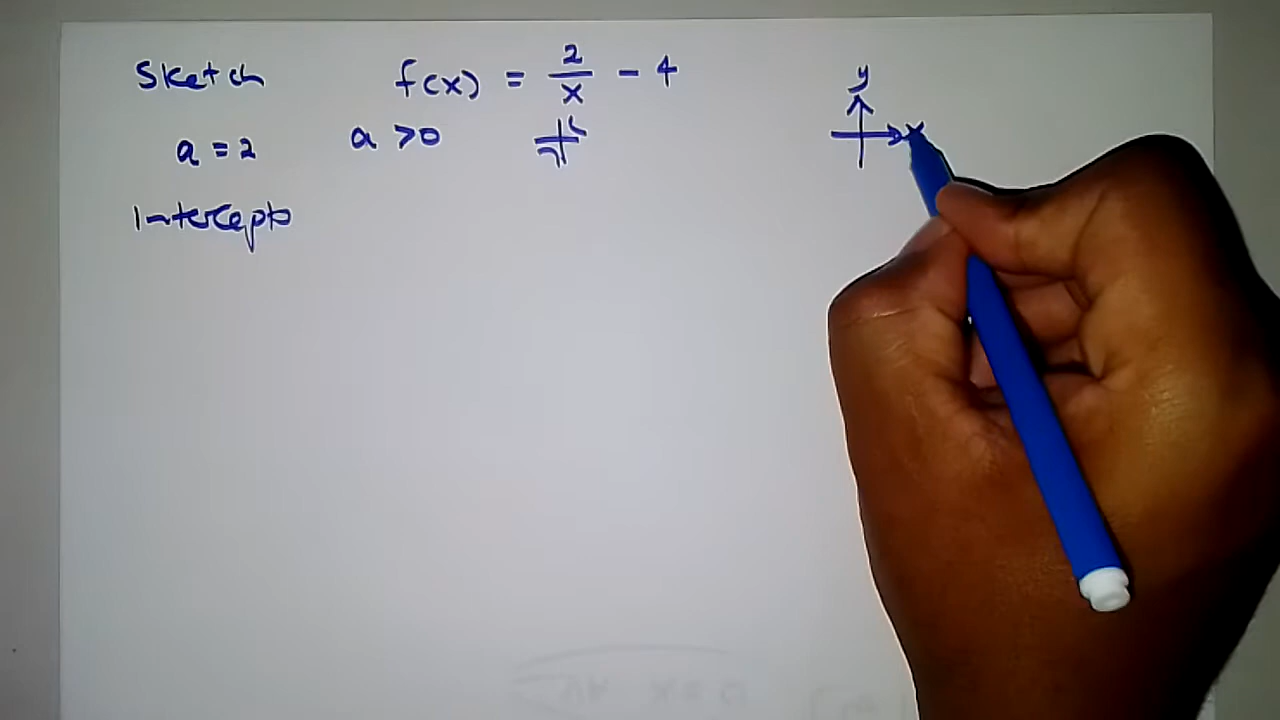 Sketch f(x) = 2/x - 4
y
x
a = 2 a > 0
Intercepts